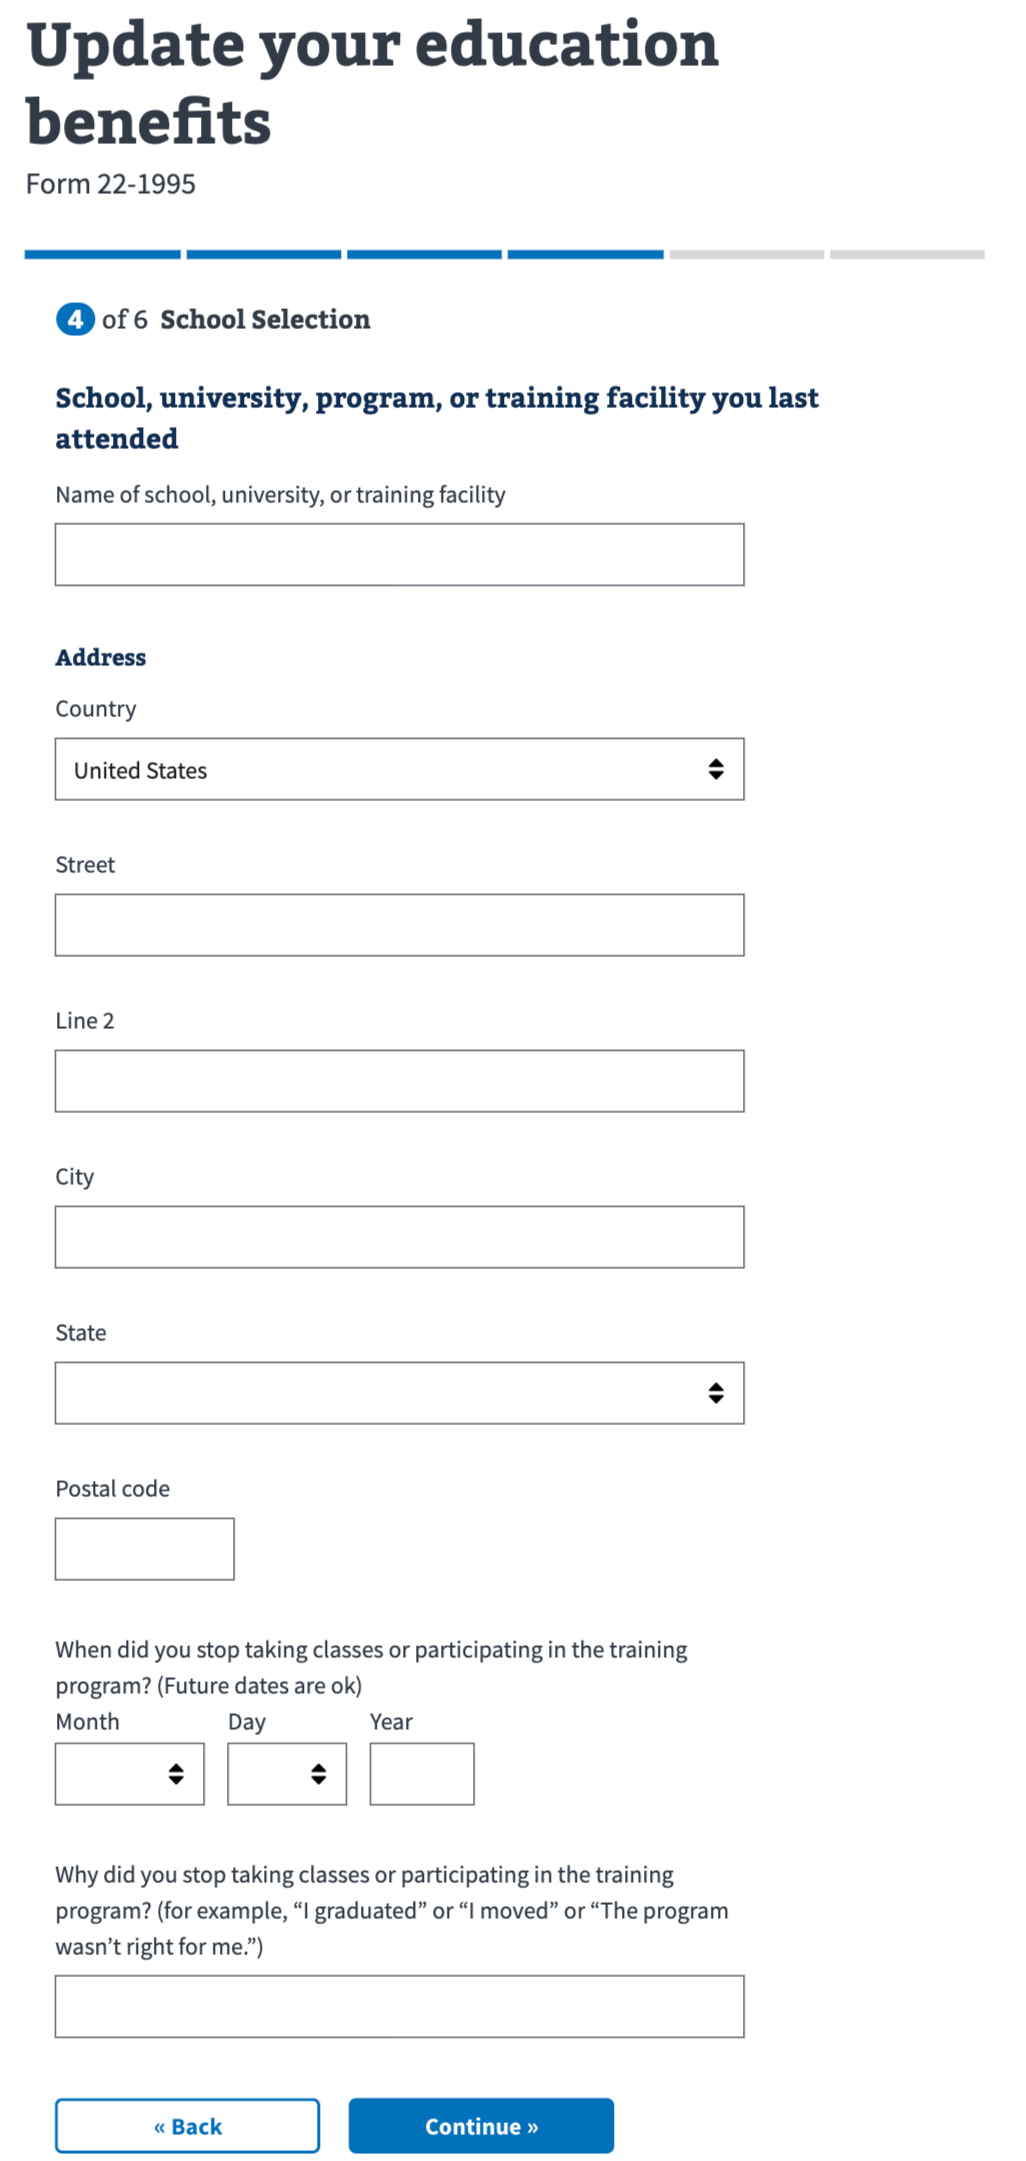 Update your education
benefits
Form 22-1995
4 of 6 School Selection
School, university, program, or training facility you last
attended
Name of school, university, or training facility
Address
Country
United States
Street
Line 2
City
State
Postal code
When did you stop taking classes or participating in the training
program? (Future dates are ok)
Month Day Year
Why did you stop taking classes or participating in the training
program? (for example, “I graduated” or “I moved” or “The program
wasn’t right for me.”)
« Back Continue »